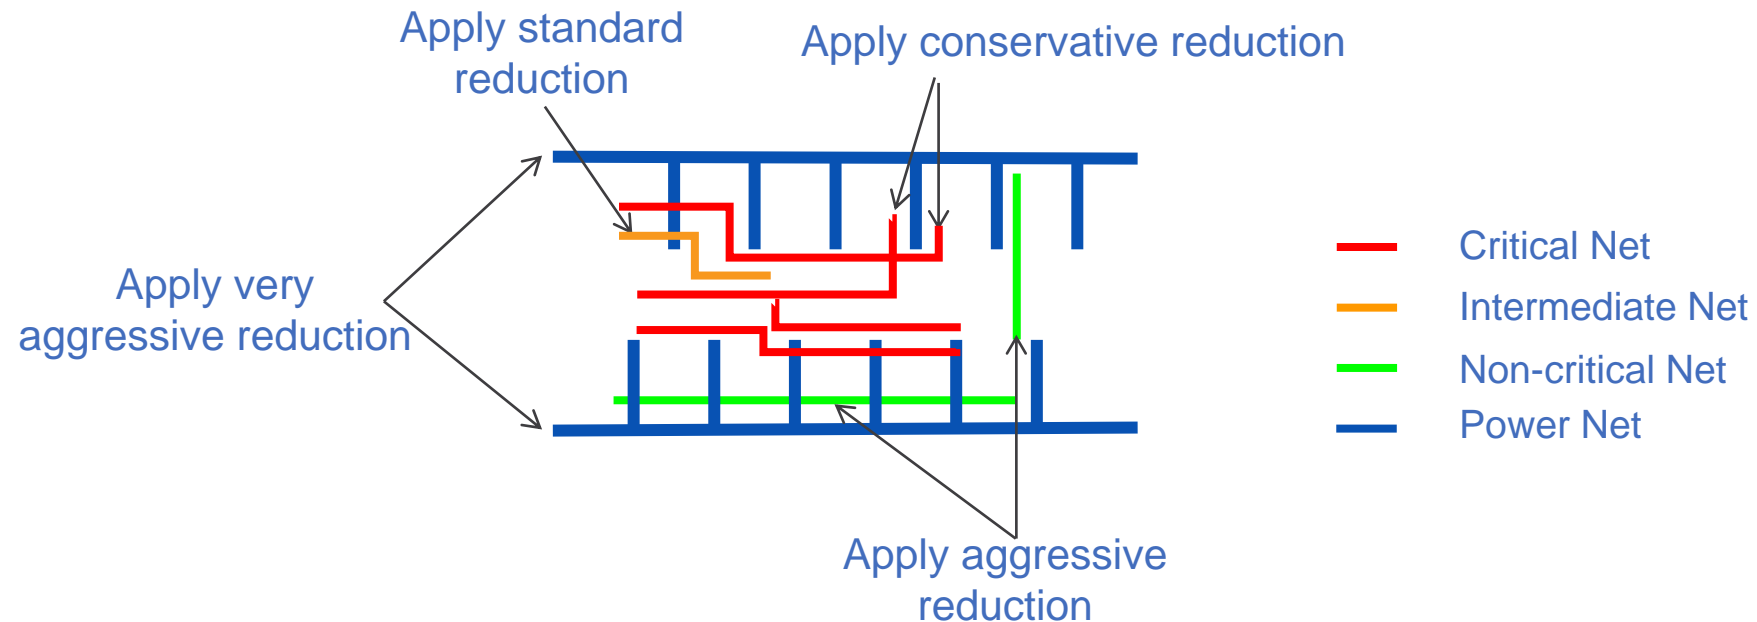 Apply standard
reduction
Apply conservative reduction
Apply very
aggressive reduction
Critical Net
Intermediate Net
Non-critical Net
Power Net
Apply aggressive
reduction